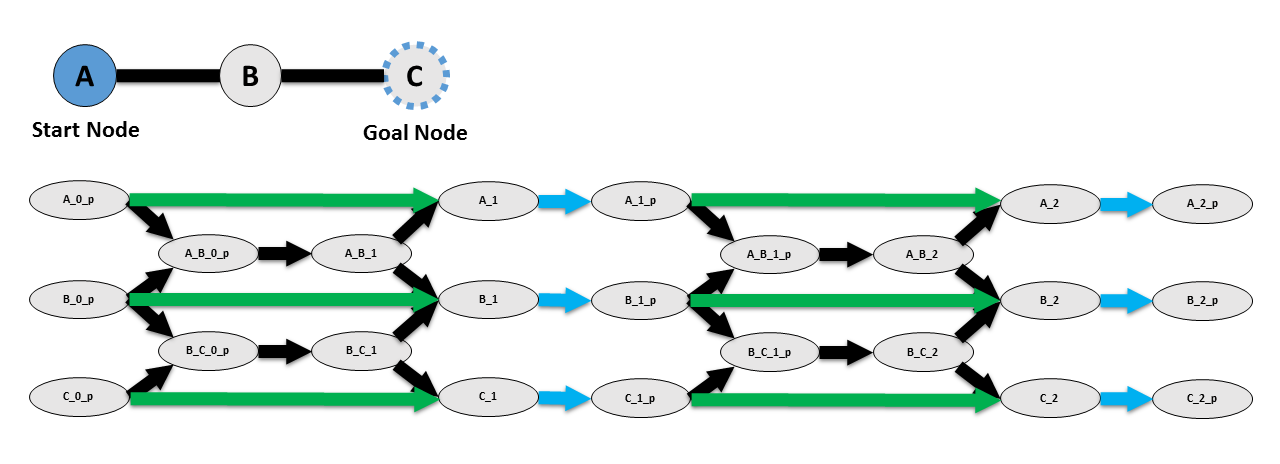 A B C
Start Node
Goal Node
A_0_p A_1 A_1_p A_2 A_2_p
A_B_0_p A_B_1 A_B_1_p A_B_2
B_0_p B_1 B_1_p B_2 B_2_p
B_C_0_p B_C_1 B_C_1_p B_C_2
C_0_p C_1 C_1_p C_2 C_2_p